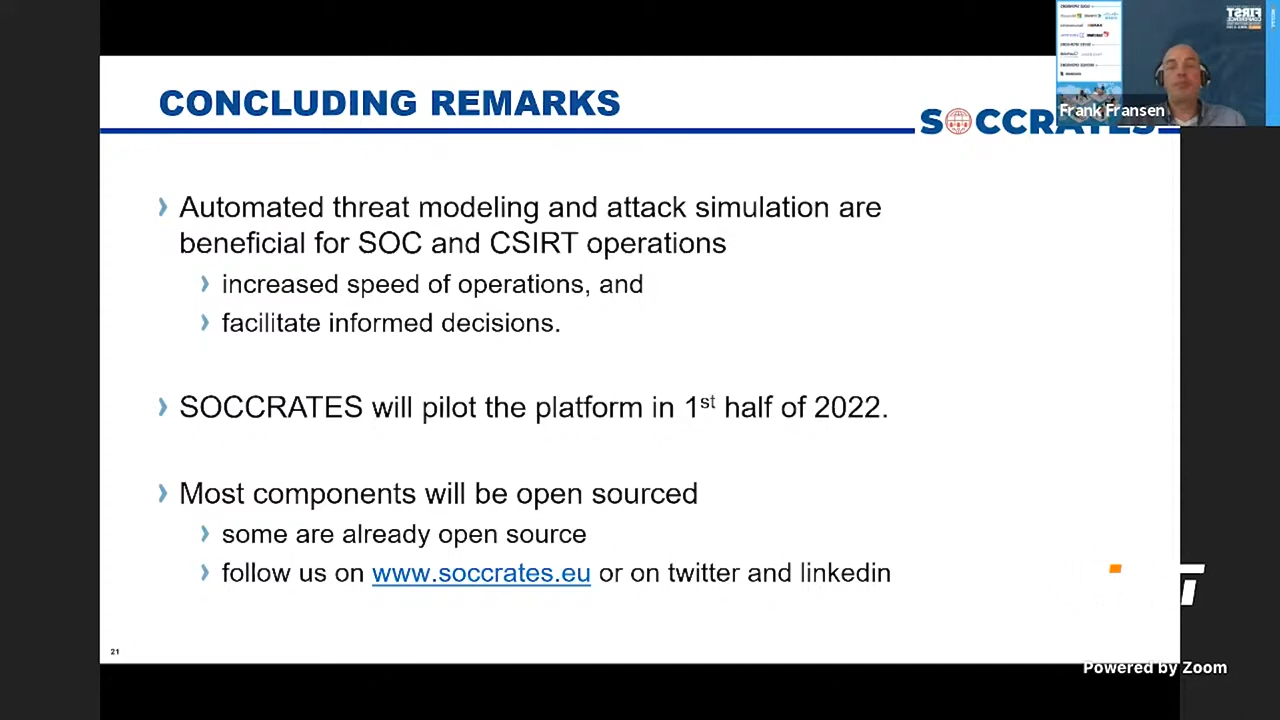 CONCLUDING REMARKS
SOCCRATES
Frank Fransen
Automated threat modeling and attack simulation are
beneficial for SOC and CSIRT operations
increased speed of operations, and
facilitate informed decisions.
SOCCRATES will pilot the platform in 1st half of 2022.
Most components will be open sourced
some are already open source
follow us on www.soccrates.eu or on twitter and linkedin
21
Powered by Zoom
FIRST
CONFERENCE